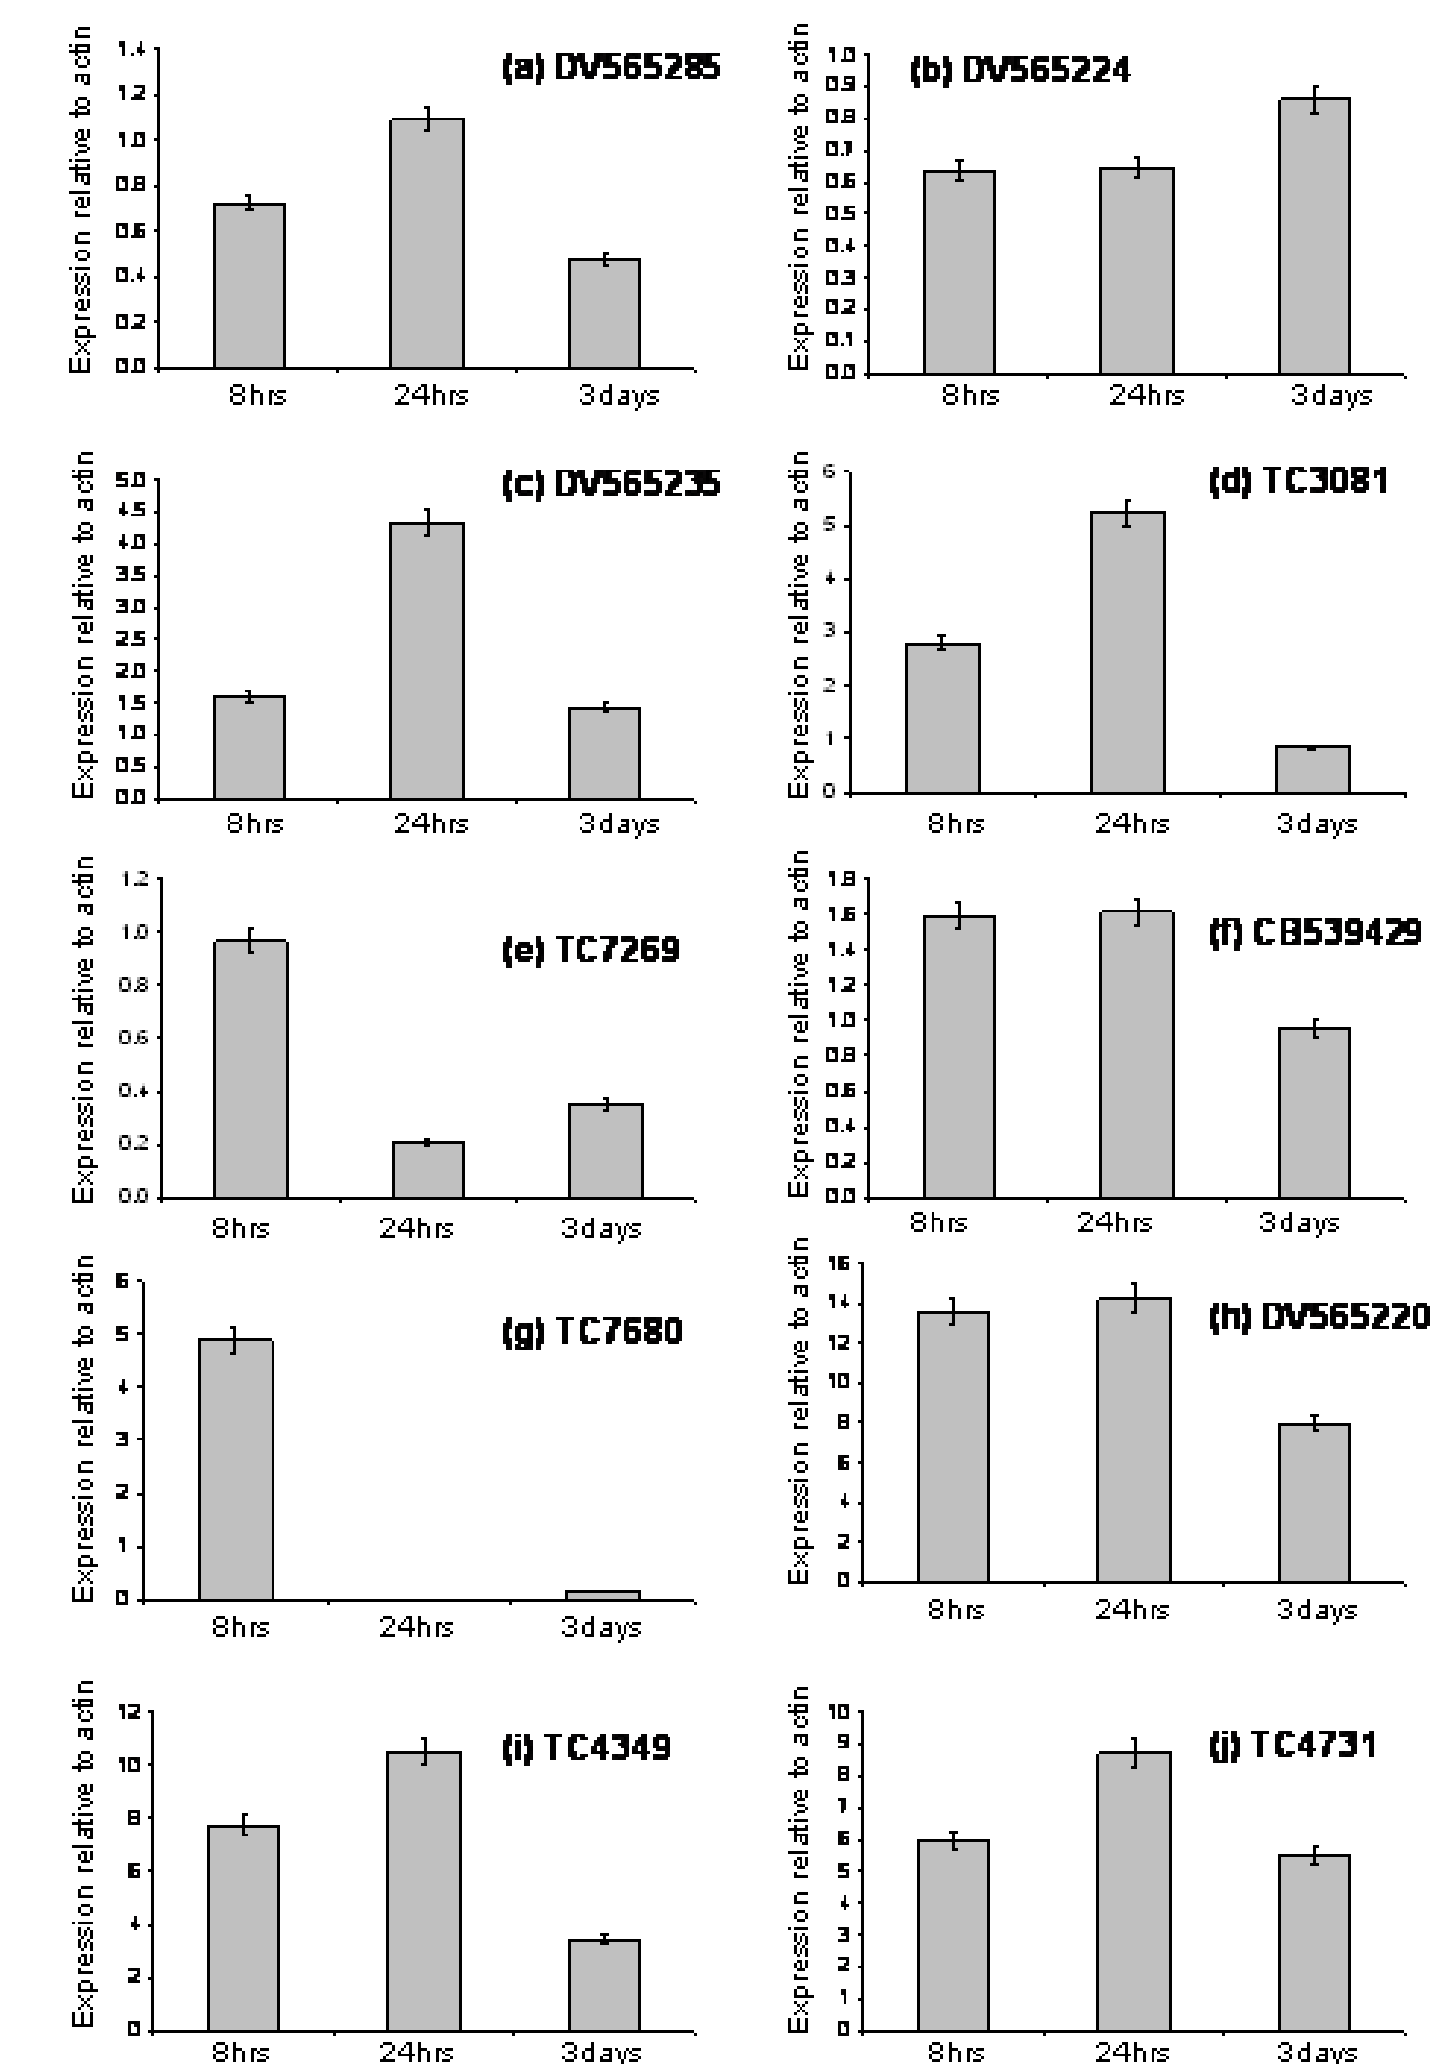 (a) DV565285
Expression relative to actin
1.4
1.2
1.0
0.8
0.6
0.4
0.2
0.0
8hrs 24hrs 3days
(b) DV565224
Expression relative to actin
1.0
0.9
0.8
0.7
0.6
0.5
0.4
0.3
0.2
0.1
0.0
8hrs 24hrs 3days
(c) DV565235
Expression relative to actin
5.0
4.5
4.0
3.5
3.0
2.5
2.0
1.5
1.0
0.5
0.0
8hrs 24hrs 3days
(d) TC3081
Expression relative to actin
6
5
4
3
2
1
0
8hrs 24hrs 3days
(e) TC7269
Expression relative to actin
1.2
1.0
0.8
0.6
0.4
0.2
0.0
8hrs 24hrs 3days
(f) CB539429
Expression relative to actin
1.8
1.6
1.4
1.2
1.0
0.8
0.6
0.4
0.2
0.0
8hrs 24hrs 3days
(g) TC7680
Expression relative to actin
6
5
4
3
2
1
0
8hrs 24hrs 3days
(h) DV565220
Expression relative to actin
16
14
12
10
8
6
4
2
0
8hrs 24hrs 3days
(i) TC4349
Expression relative to actin
12
10
8
6
4
2
0
8hrs 24hrs 3days
(j) TC4731
Expression relative to actin
10
9
8
7
6
5
4
3
2
1
0
8hrs 24hrs 3days